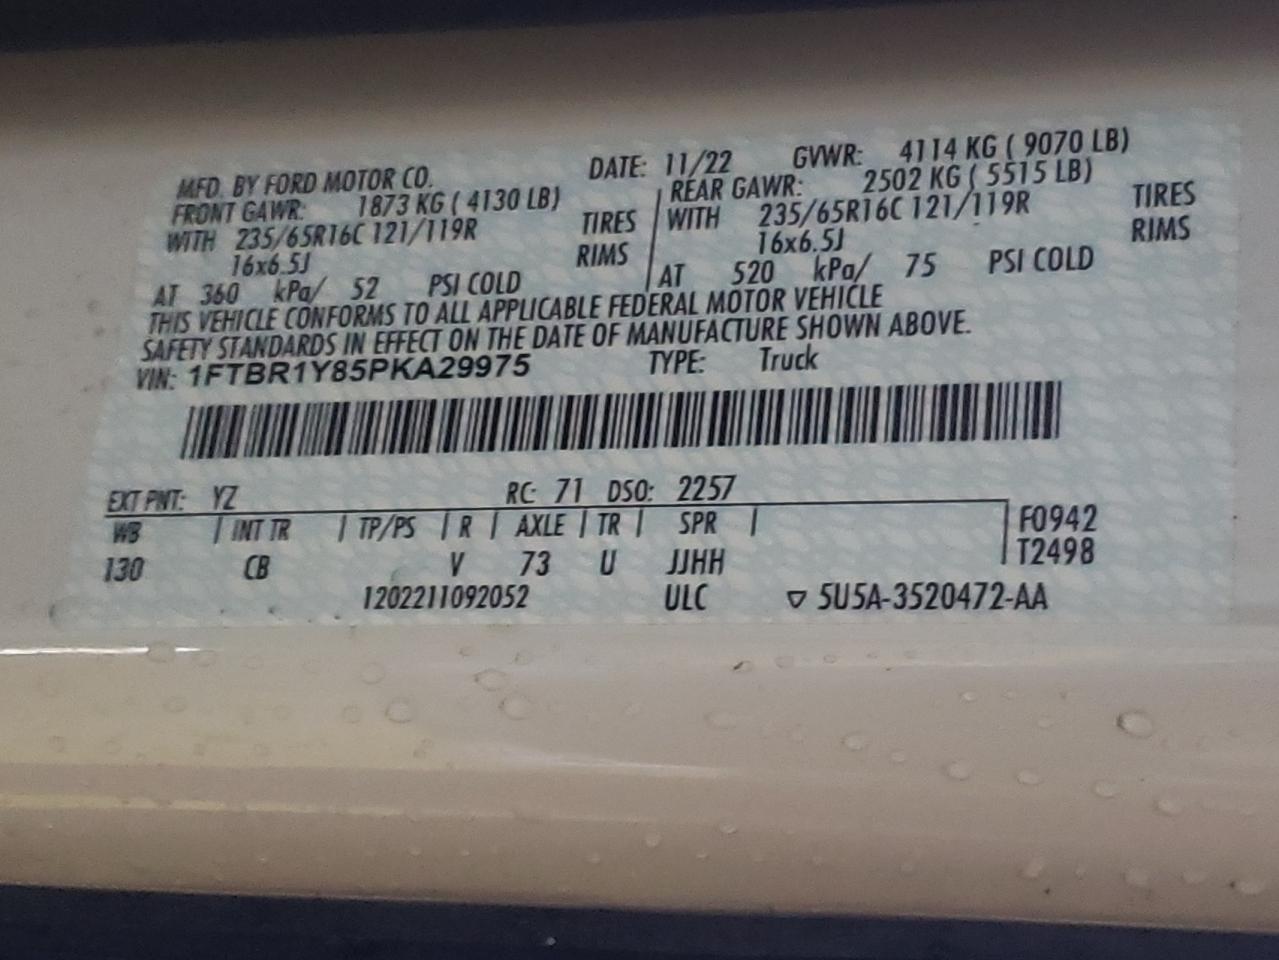 MFD. BY FORD MOTOR CO. DATE: 11/22 GVWR: 4114 KG ( 9070 LB)
FRONT GAWR: 1873 KG ( 4130 LB) REAR GAWR: 2502 KG ( 5515 LB)
WITH 235/65R16C 121/119R TIRES WITH 235/65R16C 121/119R TIRES
16x6.5J RIMS 16x6.5J RIMS
AT 360 kPa/ 52 PSI COLD AT 520 kPa/ 75 PSI COLD
THIS VEHICLE CONFORMS TO ALL APPLICABLE FEDERAL MOTOR VEHICLE
SAFETY STANDARDS IN EFFECT ON THE DATE OF MANUFACTURE SHOWN ABOVE.
VIN: 1FTBR1Y85PKA29975 TYPE: Truck
EXT PNT: YZ RC: 71 DSO: 2257
WB INT TR TP/PS R AXLE TR SPR F0942
130 CB V 73 U JJHH T2498
1202211092052 ULC ▽ 5U5A-3520472-AA